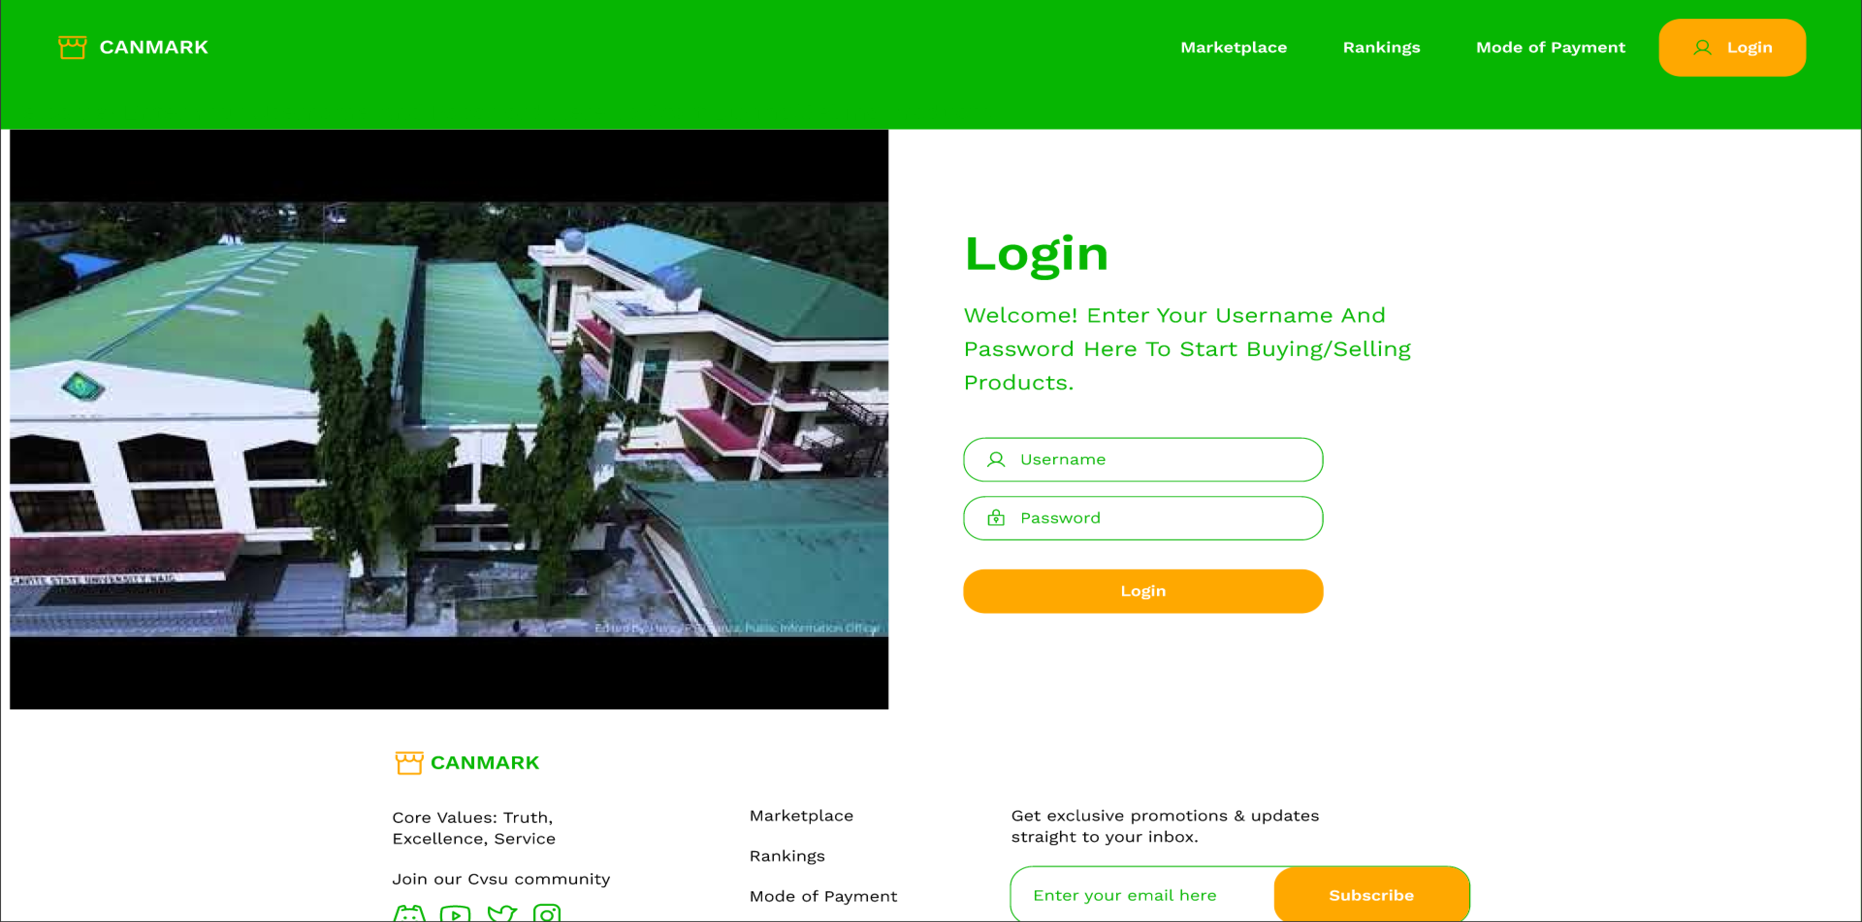 CANMARK
Marketplace
Rankings
Mode of Payment
Login
Login
Welcome! Enter Your Username And
Password Here To Start Buying/Selling
Products.
Username
Password
Login
STATE UNIVERSITY NAIC
Edited By: Public Information Officer
CANMARK
Core Values: Truth,
Excellence, Service
Join our Cvsu community
Marketplace
Rankings
Mode of Payment
Get exclusive promotions & updates
straight to your inbox.
Enter your email here
Subscribe